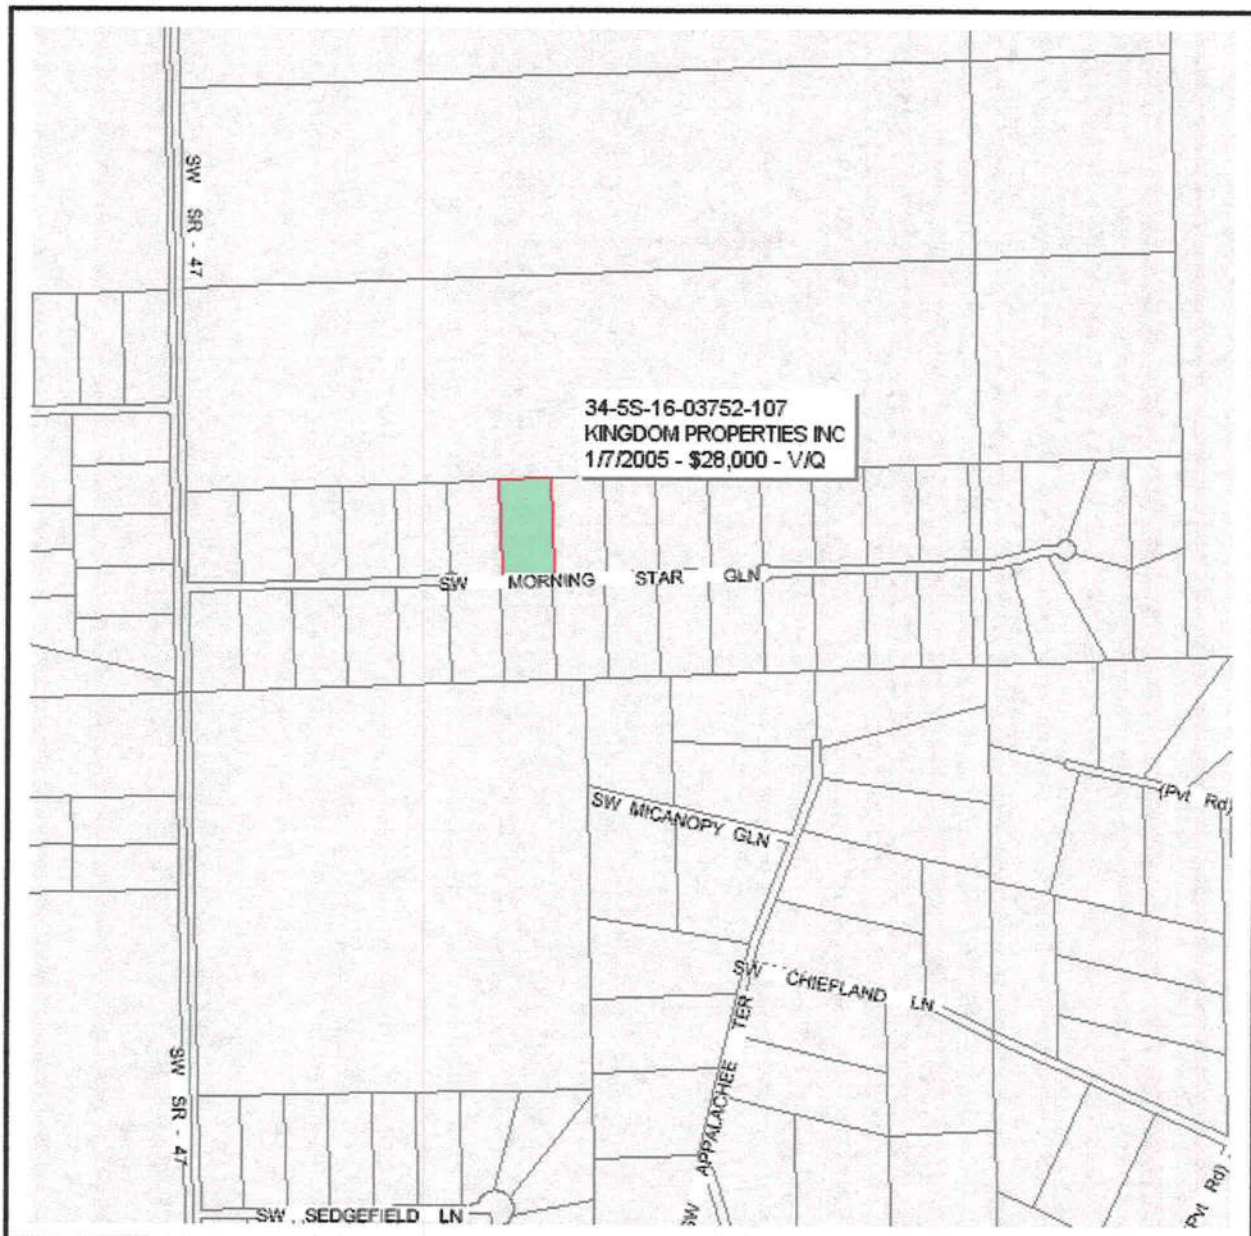 SW SR - 47
34-5S-16-03752-107
KINGDOM PROPERTIES INC
1/7/2005 - $28,000 - V/Q
SW MORNING STAR GLN
SW MICANOPY GLN
(Pvt Rd)
SW CHIEFLAND LN
SW APPALACHEE TER
SW SR - 47
Pvt Rd)
SW SEDGEFIELD LN